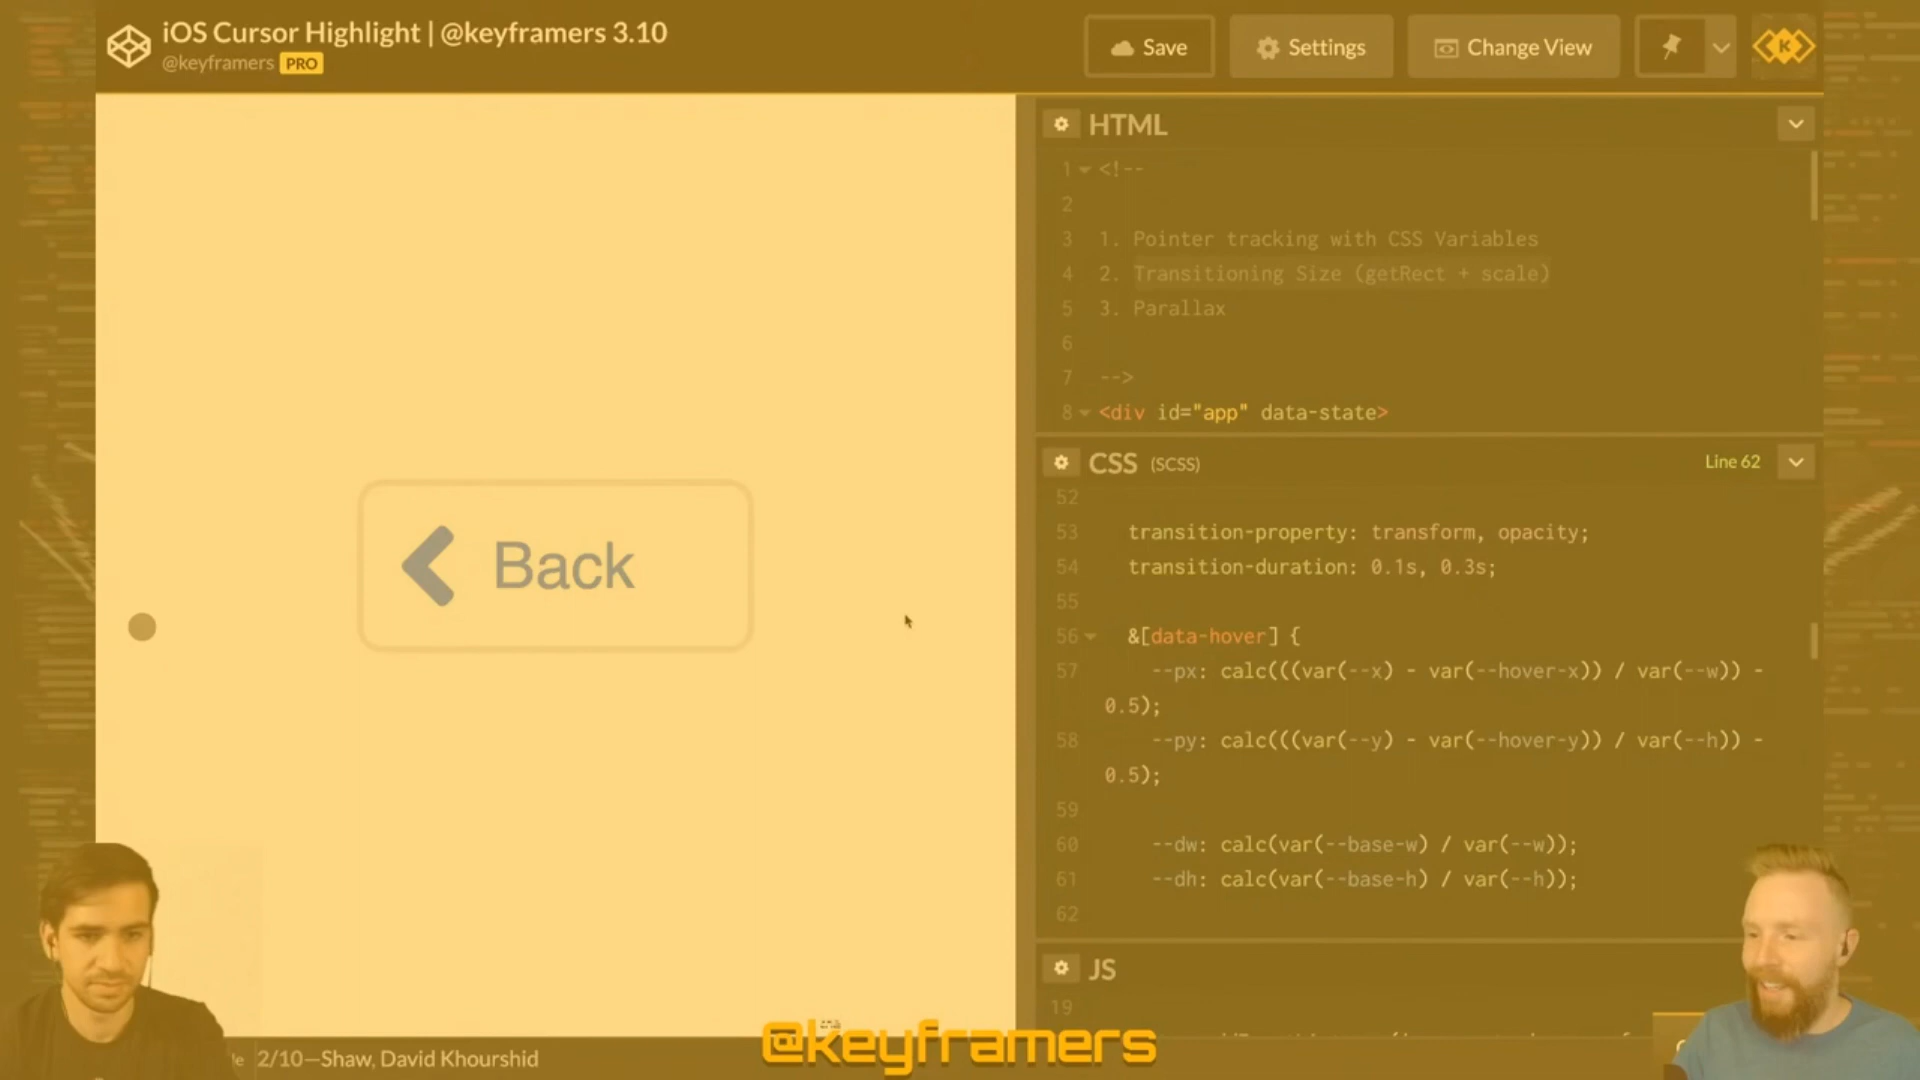 iOS Cursor Highlight | @keyframers 3.10
@keyframers PRO
Save
Settings
Change View
K
HTML
1 <!--
2
3 1. Pointer tracking with CSS Variables
4 2. Transitioning Size (getRect + scale)
5 3. Parallax
6
7 -->
8 <div id="app" data-state>
Back
CSS (SCSS)
Line 62
52
53 transition-property: transform, opacity;
54 transition-duration: 0.1s, 0.3s;
55
56 &[data-hover] {
57 --px: calc(((var(--x) - var(--hover-x)) / var(--w)) -
0.5);
58 --py: calc(((var(--y) - var(--hover-y)) / var(--h)) -
0.5);
59
60 --dw: calc(var(--base-w) / var(--w));
61 --dh: calc(var(--base-h) / var(--h));
62
JS
19
2/10—Shaw, David Khourshid
@keyframers